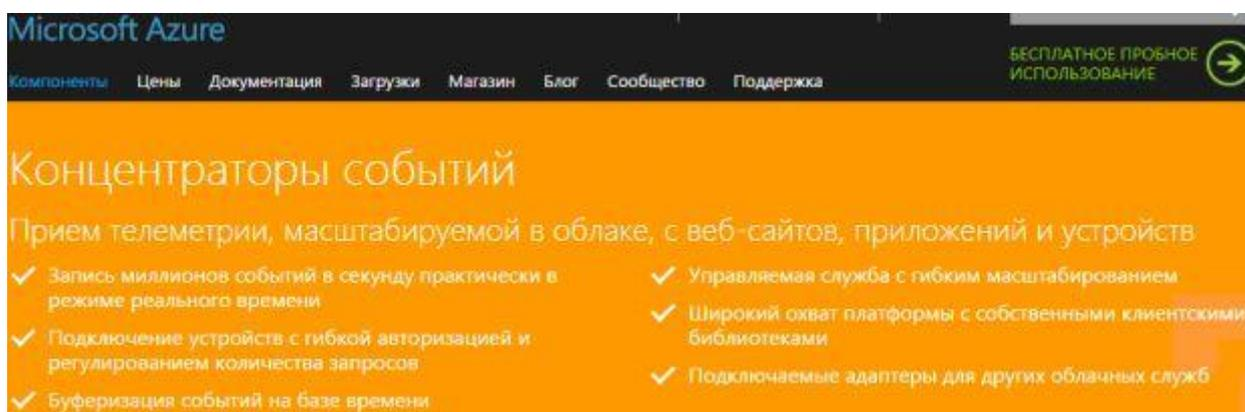 Microsoft Azure
БЕСПЛАТНОЕ ПРОБНОЕ
ИСПОЛЬЗОВАНИЕ
Компоненты Цены Документация Загрузки Магазин Блог Сообщество Поддержка
Концентраторы событий
Прием телеметрии, масштабируемой в облаке, с веб-сайтов, приложений и устройств
Запись миллионов событий в секунду практически в
режиме реального времени
Подключение устройств с гибкой авторизацией и
регулированием количества запросов
Буферизация событий на базе времени
Управляемая служба с гибким масштабированием
Широкий охват платформы с собственными клиентскими
библиотеками
Подключаемые адаптеры для других облачных служб